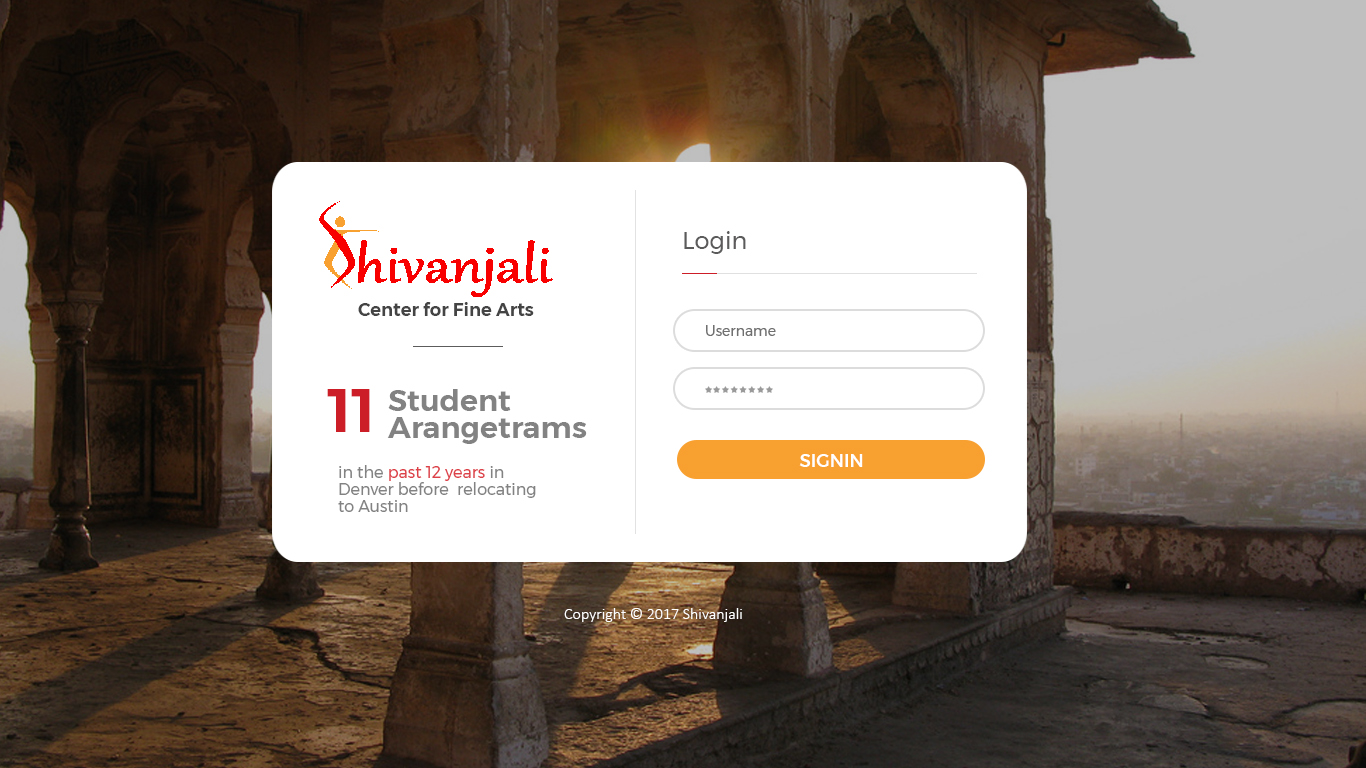 Shivanjali
Center for Fine Arts
11 Student
Arangetrams
in the past 12 years in
Denver before relocating
to Austin
Login
Username
********
SIGNIN
Copyright © 2017 Shivanjali